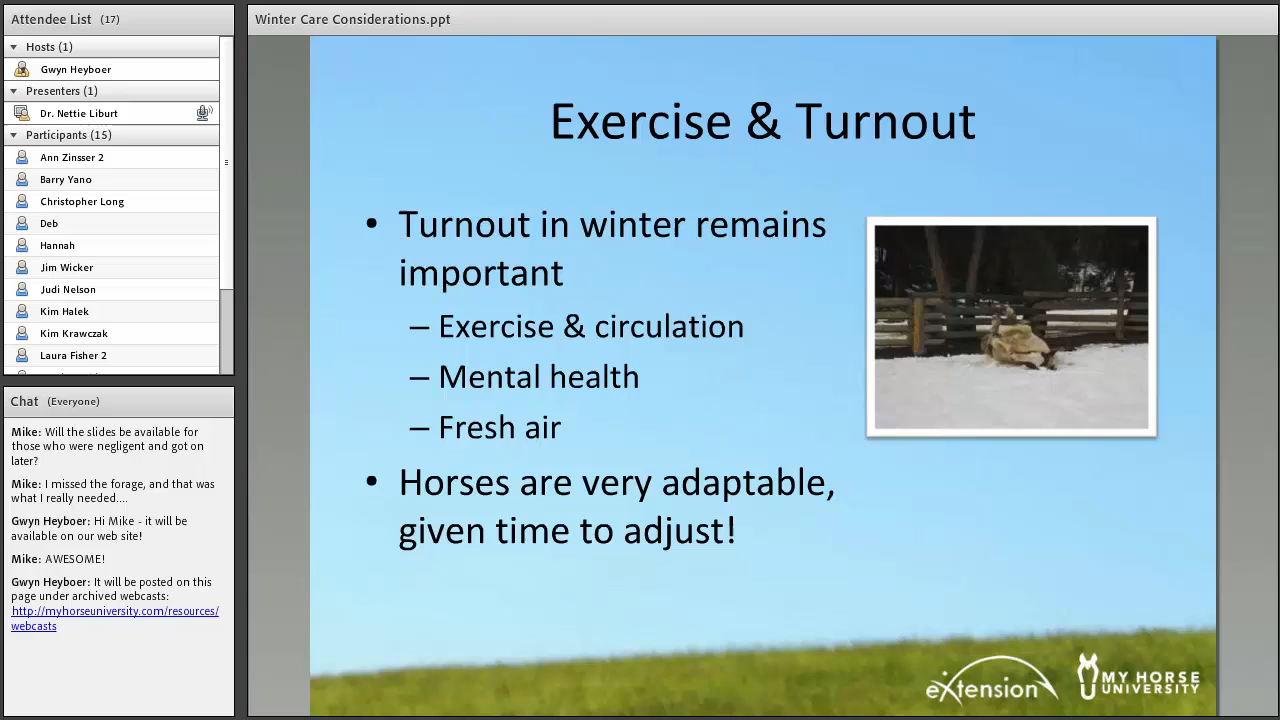 Attendee List (17)
Hosts (1)
Gwyn Heyboer
Presenters (1)
Dr. Nettie Liburt
Participants (15)
Ann Zinsser 2
Barry Yano
Christopher Long
Deb
Hannah
Jim Wicker
Judi Nelson
Kim Halek
Kim Krawczak
Laura Fisher 2
Chat (Everyone)
Mike: Will the slides be available for
those who were negligent and got on
later?
Mike: I missed the forage, and that was
what I really needed....
Gwyn Heyboer: Hi Mike - it will be
available on our web site!
Mike: AWESOME!
Gwyn Heyboer: It will be posted on this
page under archived webcasts:
http://myhorseuniversity.com/resources/
webcasts
Winter Care Considerations.ppt
Exercise & Turnout
• Turnout in winter remains
important
– Exercise & circulation
– Mental health
– Fresh air
• Horses are very adaptable,
given time to adjust!
eXtension
MY HORSE
UNIVERSITY